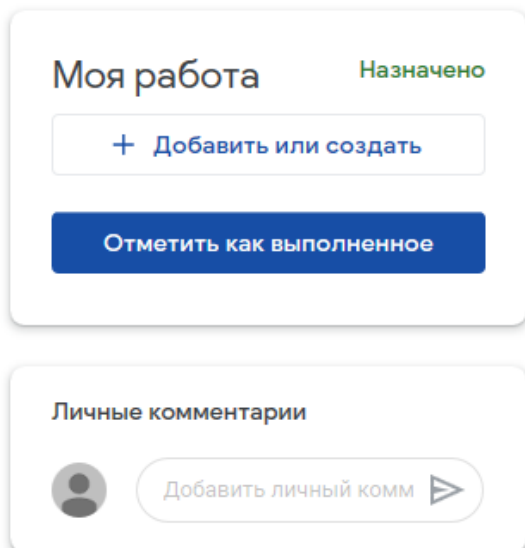 Моя работа
Назначено
+ Добавить или создать
Отметить как выполненное
Личные комментарии
Добавить личный комм